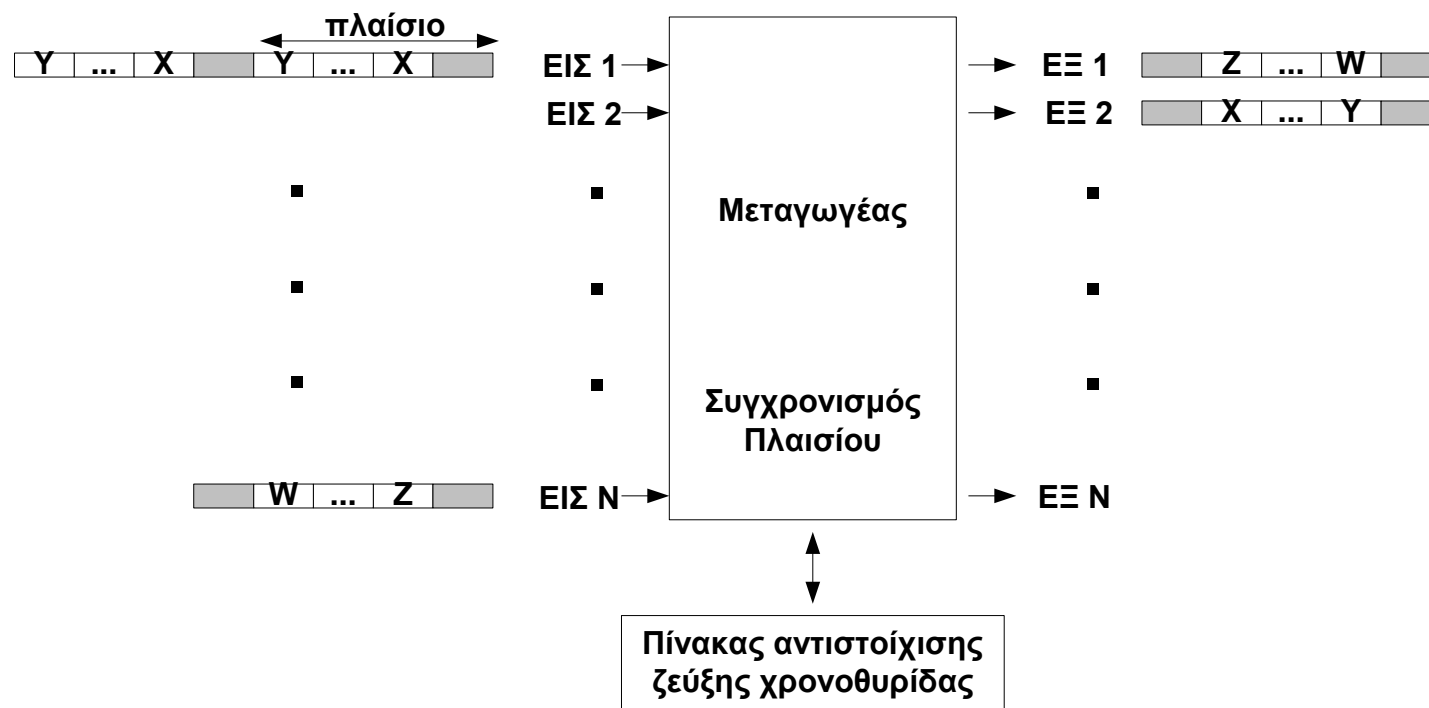 πλαίσιο
Y ... X Y ... X
ΕΙΣ 1
ΕΞ 1
Z ... W
ΕΙΣ 2
ΕΞ 2
X ... Y
Μεταγωγέας
Συγχρονισμός
Πλαισίου
W ... Z
ΕΙΣ Ν
ΕΞ Ν
Πίνακας αντιστοίχισης
ζεύξης χρονοθυρίδας